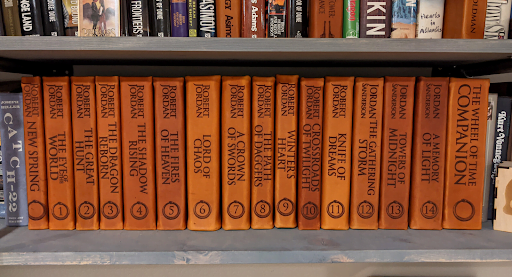 ROBERT JORDAN
NEW SPRING
ROBERT JORDAN
THE EYE OF THE WORLD
1
ROBERT JORDAN
THE GREAT HUNT
2
ROBERT JORDAN
THE DRAGON REBORN
3
ROBERT JORDAN
THE SHADOW RISING
4
ROBERT JORDAN
THE FIRES OF HEAVEN
5
ROBERT JORDAN
LORD OF CHAOS
6
ROBERT JORDAN
A CROWN OF SWORDS
7
ROBERT JORDAN
THE PATH OF DAGGERS
8
ROBERT JORDAN
WINTER'S HEART
9
ROBERT JORDAN
CROSSROADS OF TWILIGHT
10
ROBERT JORDAN
KNIFE OF DREAMS
11
JORDAN
SANDERSON
THE GATHERING STORM
12
JORDAN
SANDERSON
TOWERS OF MIDNIGHT
13
JORDAN
SANDERSON
A MEMORY OF LIGHT
14
THE WHEEL OF TIME
COMPANION
CATCH-22
Kurt Vonnegut